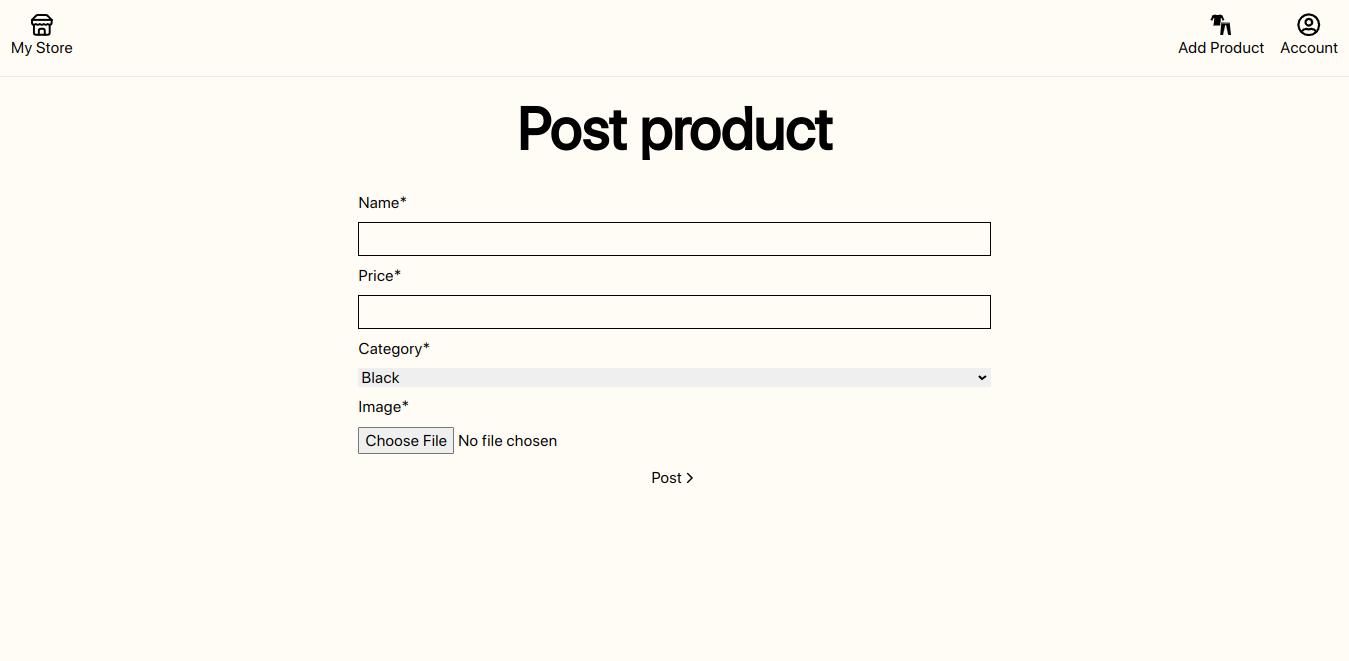 My Store
Add Product
Account
Post product
Name*
Price*
Category*
Black
Image*
Choose File No file chosen
Post